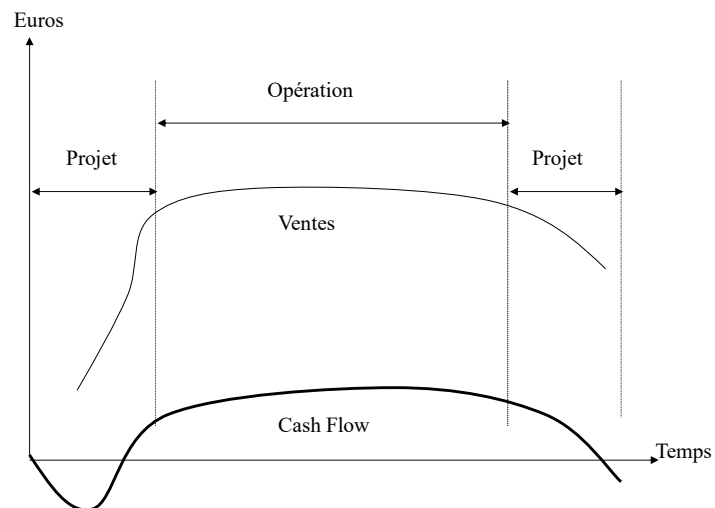 Euros
Opération
Projet
Projet
Ventes
Cash Flow
Temps